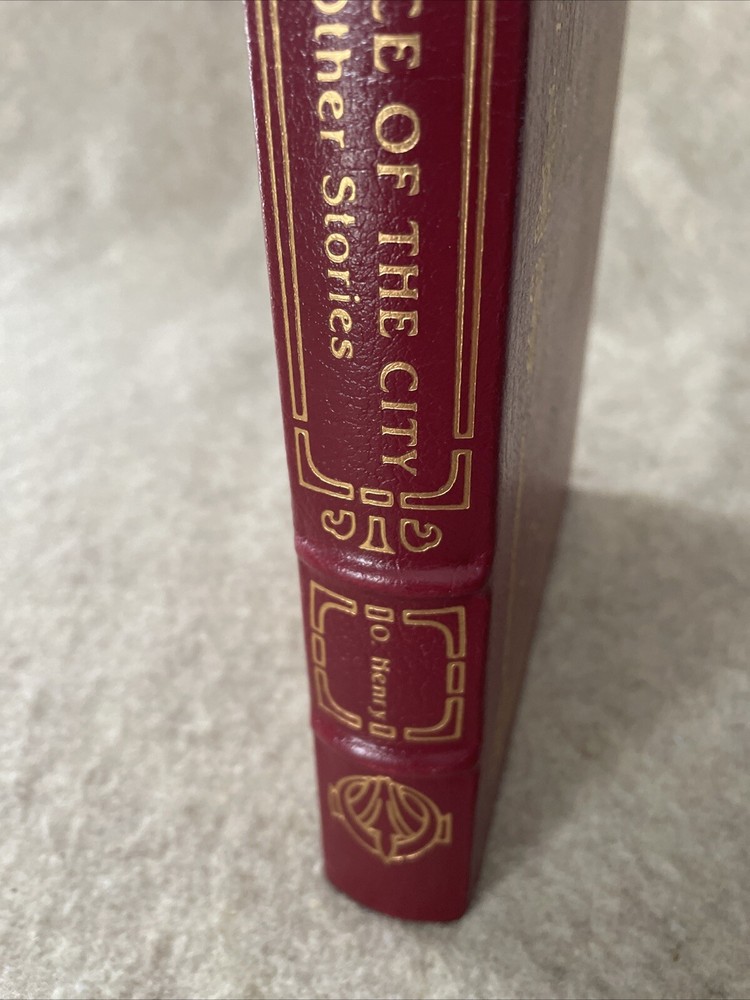 CE OF THE CITY
other Stories
O. Henry